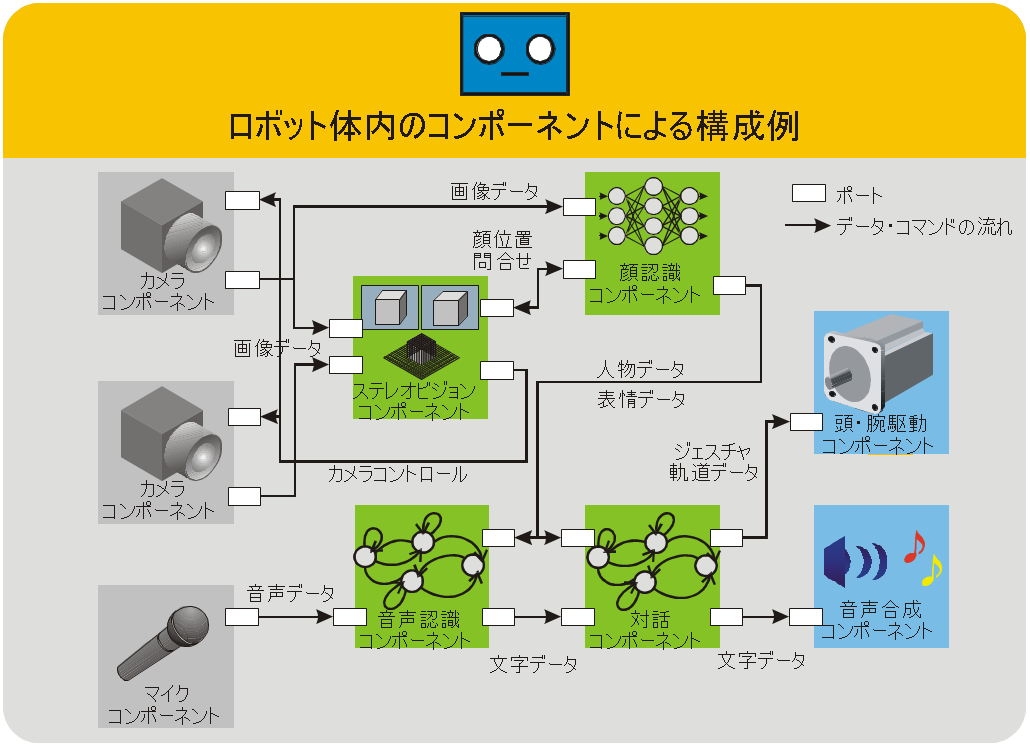 ロボット体内のコンポーネントによる構成例
ポート
データ・コマンドの流れ
カメラ
コンポーネント
画像データ
顔位置
問合せ
顔認識
コンポーネント
画像データ
ステレオビジョン
コンポーネント
人物データ
表情データ
頭・腕駆動
コンポーネント
カメラ
コンポーネント
カメラコントロール
ジェスチャ
軌道データ
音声データ
音声認識
コンポーネント
文字データ
対話
コンポーネント
文字データ
音声合成
コンポーネント
マイク
コンポーネント